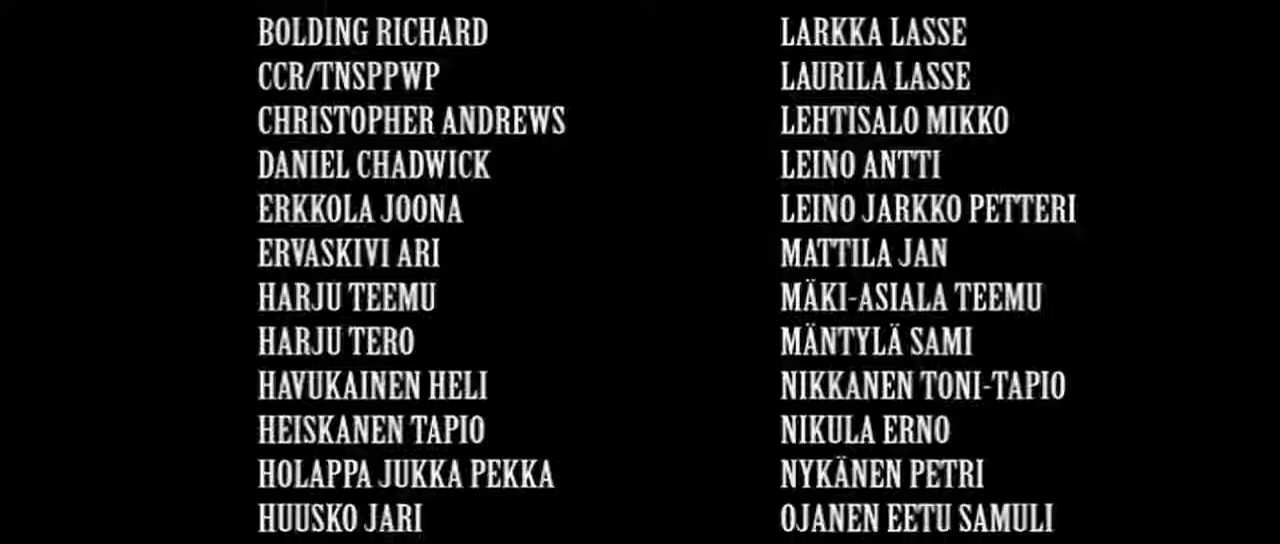 BOLDING RICHARD
CCR/TNSPPWP
CHRISTOPHER ANDREWS
DANIEL CHADWICK
ERKKOLA JOONA
ERVASKIVI ARI
HARJU TEEMU
HARJU TERO
HAVUKAINEN HELI
HEISKANEN TAPIO
HOLAPPA JUKKA PEKKA
HUUSKO JARI
LARKKA LASSE
LAURILA LASSE
LEHTISALO MIKKO
LEINO ANTTI
LEINO JARKKO PETTERI
MATTILA JAN
MÄKI-ASIALA TEEMU
MÄNTYLÄ SAMI
NIKKANEN TONI-TAPIO
NIKULA ERNO
NYKÄNEN PETRI
OJANEN EETU SAMULI